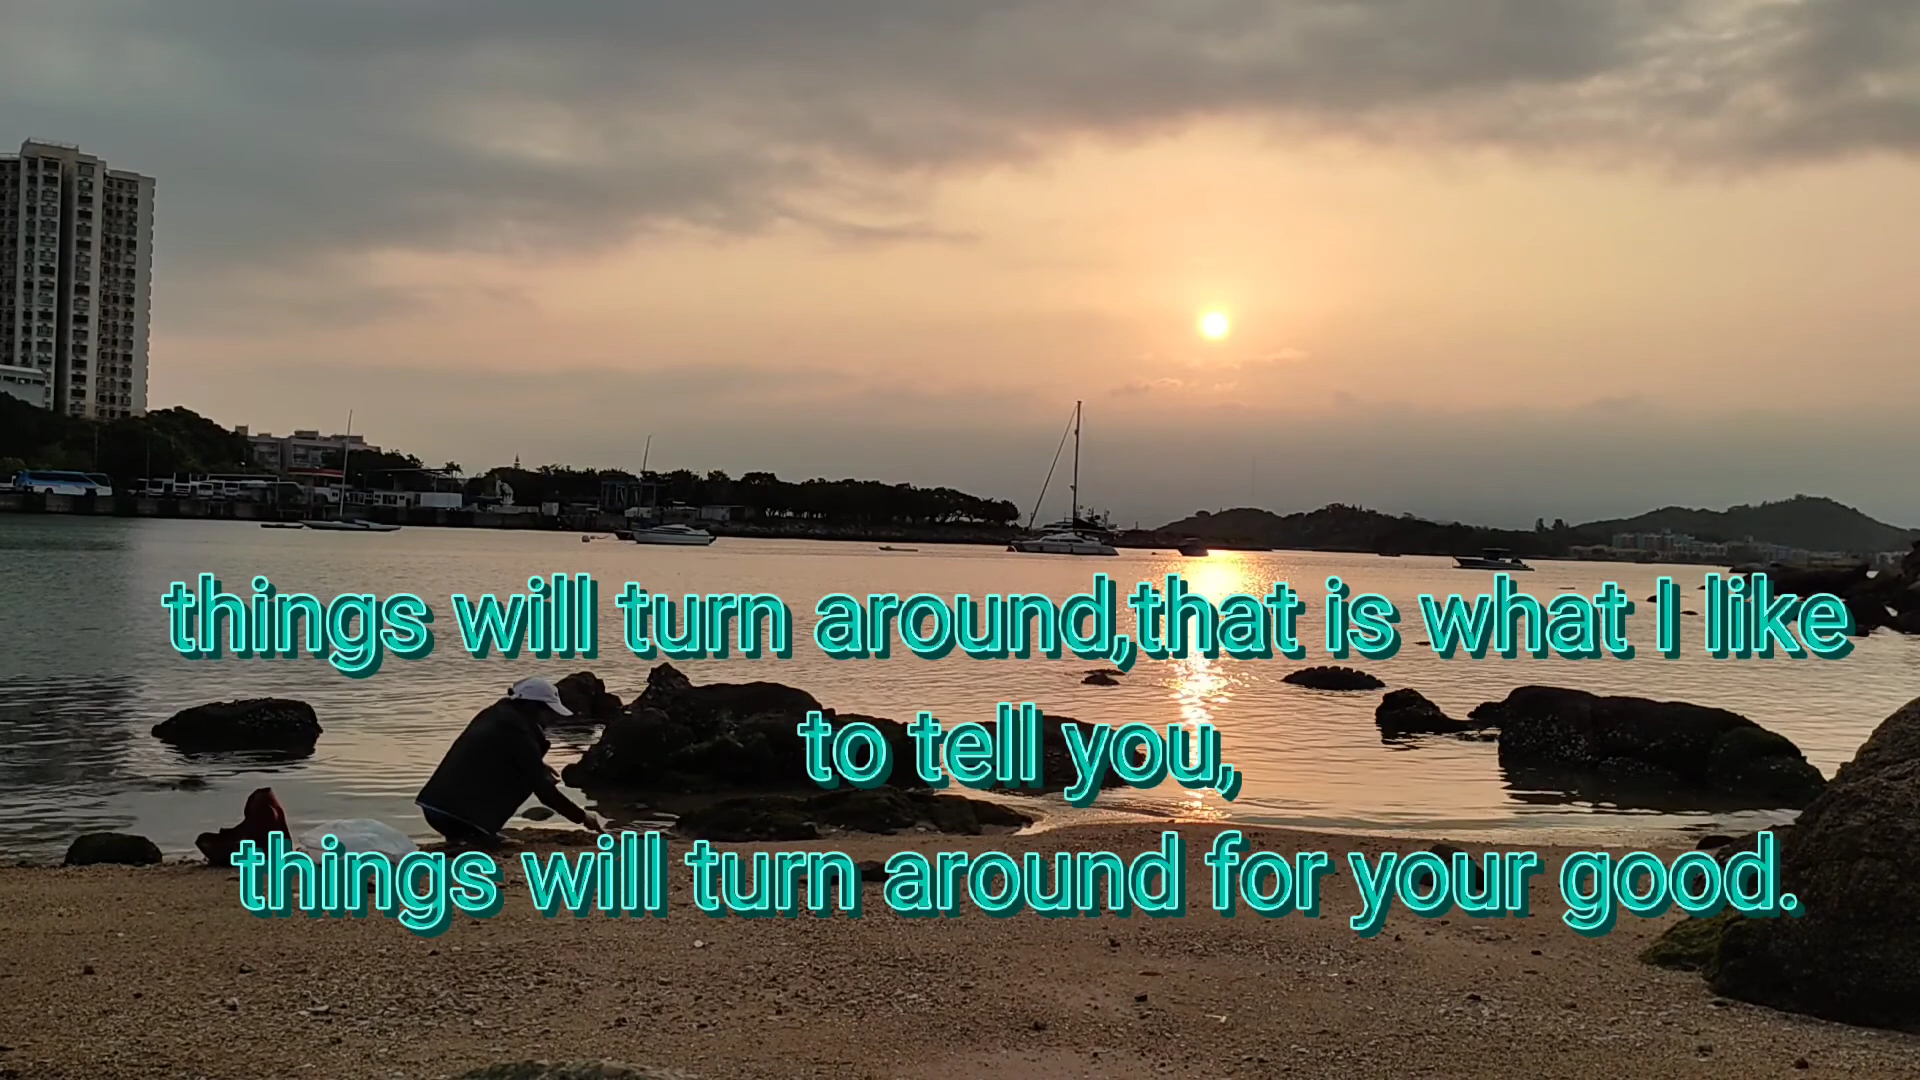 things will turn around,that is what I like
to tell you,
things will turn around for your good.